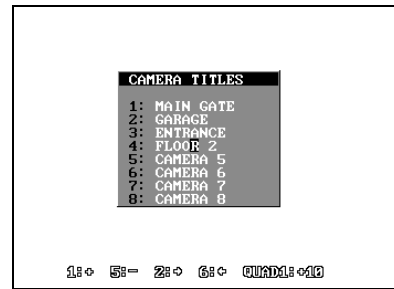 CAMERA TITLES
1: MAIN GATE
2: GARAGE
3: ENTRANCE
4: FLOOR 2
5: CAMERA 5
6: CAMERA 6
7: CAMERA 7
8: CAMERA 8
1:+ 5:- 2:→ 6:← QUAD1:+10